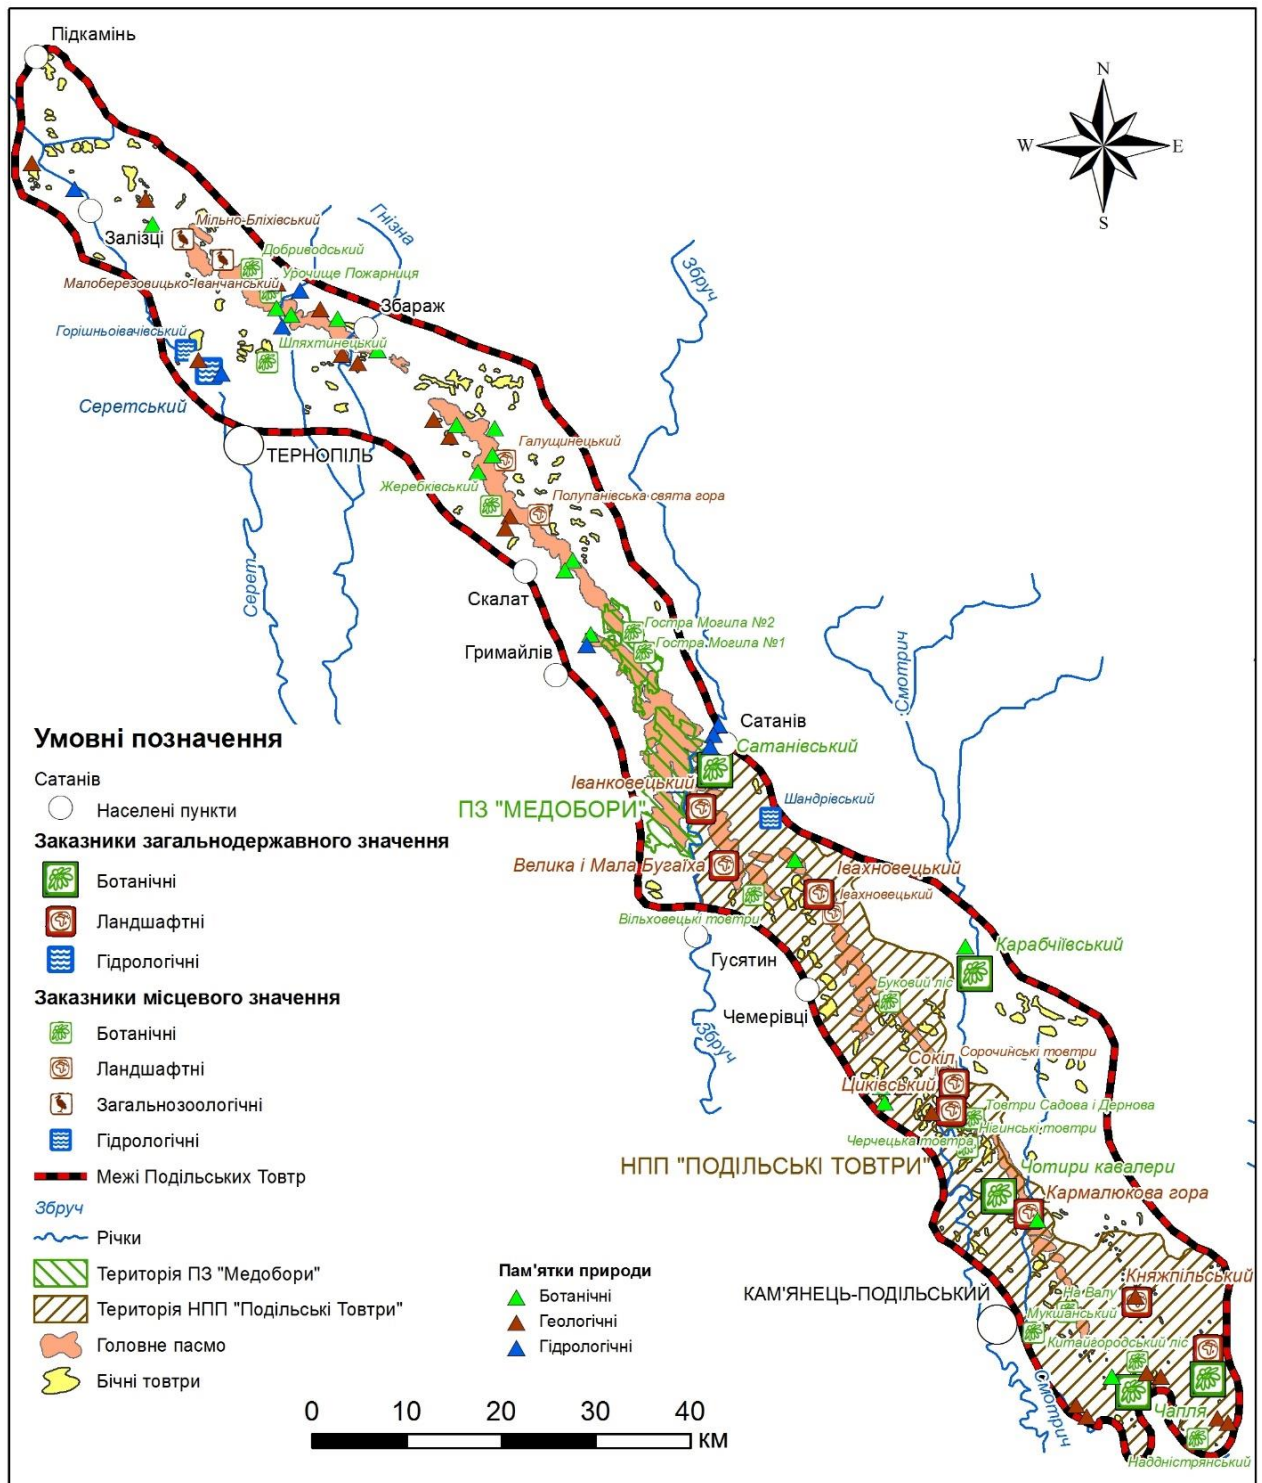 Підкамінь
N
W
E
S
Гнізна
Мільно-Бліхівський
Залізці
Добриводський
Збруч
Урочище Пожарниця
Малоберезовицько-Іванчанський
Збараж
Горішньоівачівський
Шляхтинецький
Серетський
Галущинецький
ТЕРНОПІЛЬ
Жеребківський
Полупанівська свята гора
Серет
Скалат
Гостра Могила №2
Гостра Могила №1
Гримайлів
Смотрич
Сатанів
Сатанівський
Іванковецький
ПЗ "МЕДОБОРИ"
Шандрівський
Велика і Мала Бугаїха
Івахновецький
Івахновецький
Вільховецькі товтри
Карабчіївський
Гусятин
Буковий ліс
Чемерівці
Збруч
Сокіл
Сорочинські товтри
Циківський
Товтри Садова і Дернова
Нігинські товтри
Черчецька товтра
НПП "ПОДІЛЬСЬКІ ТОВТРИ"
Чотири кавалери
Кармалюкова гора
Княжпільський
КАМ'ЯНЕЦЬ-ПОДІЛЬСЬКИЙ
На Валу
Мукшанський
Китайгородський ліс
Смотрич
Чапля
Наддністрянський
Умовні позначення
Сатанів
Населені пункти
Заказники загальнодержавного значення
Ботанічні
Ландшафтні
Гідрологічні
Заказники місцевого значення
Ботанічні
Ландшафтні
Загальнозоологічні
Гідрологічні
Межі Подільських Товтр
Збруч
Річки
Територія ПЗ "Медобори"
Територія НПП "Подільські Товтри"
Головне пасмо
Бічні товтри
Пам'ятки природи
Ботанічні
Геологічні
Гідрологічні
0 10 20 30 40
КМ